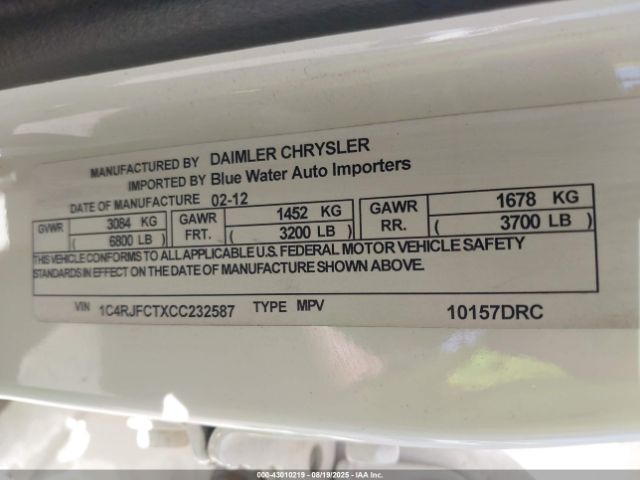 MANUFACTURED BY DAIMLER CHRYSLER
IMPORTED BY Blue Water Auto Importers
DATE OF MANUFACTURE 02-12
GVWR 3084 KG (6800 LB) GAWR FRT. 1452 KG (3200 LB) GAWR RR. 1678 KG (3700 LB)
THIS VEHICLE CONFORMS TO ALL APPLICABLE U.S. FEDERAL MOTOR VEHICLE SAFETY
STANDARDS IN EFFECT ON THE DATE OF MANUFACTURE SHOWN ABOVE.
VIN 1C4RJFCTXCC232587 TYPE MPV 10157DRC
000-43010219 - 08/19/2025 - IAA Inc.